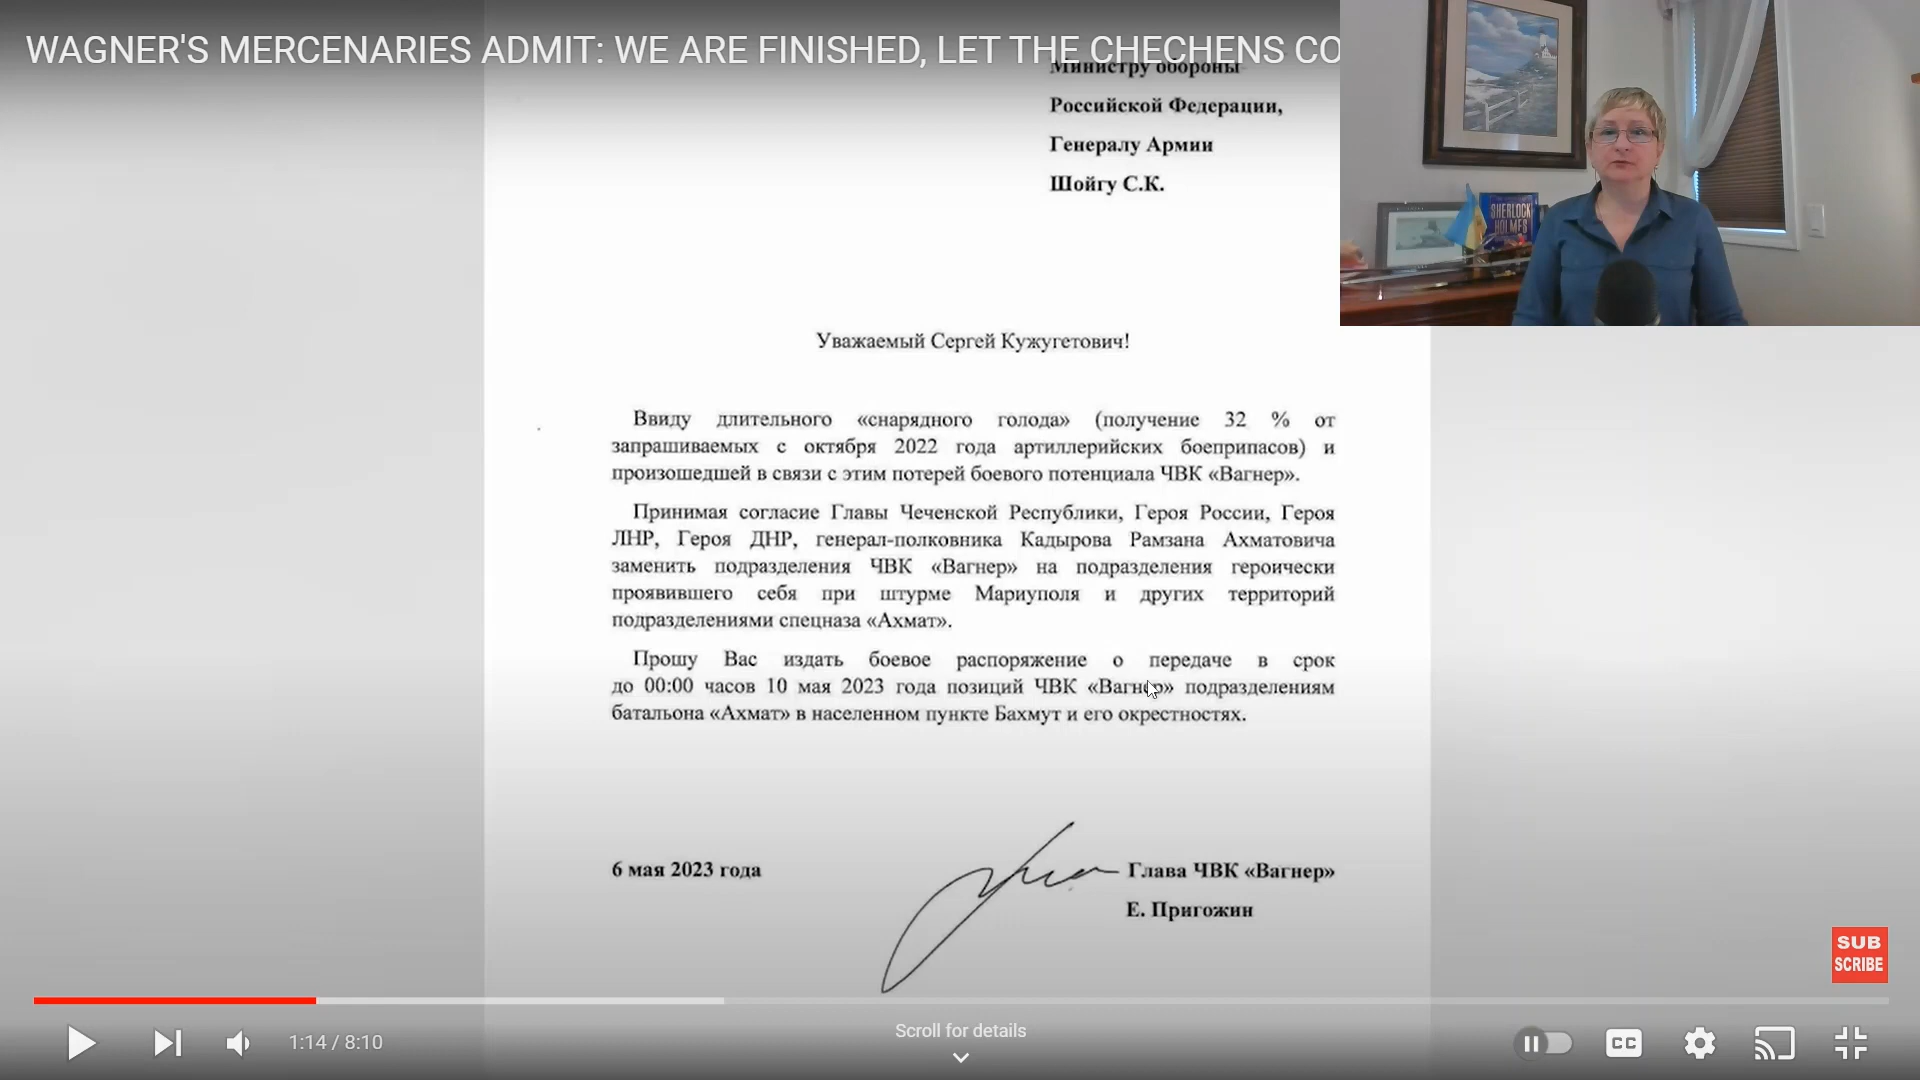 WAGNER'S MERCENARIES ADMIT: WE ARE FINISHED, LET THE CHECHENS CO
Министру обороны
Российской Федерации,
Генералу Армии
Шойгу С.К.
SHERLOCK
HOLMES
Уважаемый Сергей Кужугетович!
Ввиду длительного «снарядного голода» (получение 32 % от
запрашиваемых с октября 2022 года артиллерийских боеприпасов) и
произошедшей в связи с этим потерей боевого потенциала ЧВК «Вагнер».
Принимая согласие Главы Чеченской Республики, Героя России, Героя
ЛНР, Героя ДНР, генерал-полковника Кадырова Рамзана Ахматовича
заменить подразделения ЧВК «Вагнер» на подразделения героически
проявившего себя при штурме Мариуполя и других территорий
подразделениями спецназа «Ахмат».
Прошу Вас издать боевое распоряжение о передаче в срок
до 00:00 часов 10 мая 2023 года позиций ЧВК «Вагнер» подразделениям
батальона «Ахмат» в населенном пункте Бахмут и его окрестностях.
6 мая 2023 года
Глава ЧВК «Вагнер»
Е. Пригожин
SUB
SCRIBE
1:14 / 8:10
Scroll for details
CC